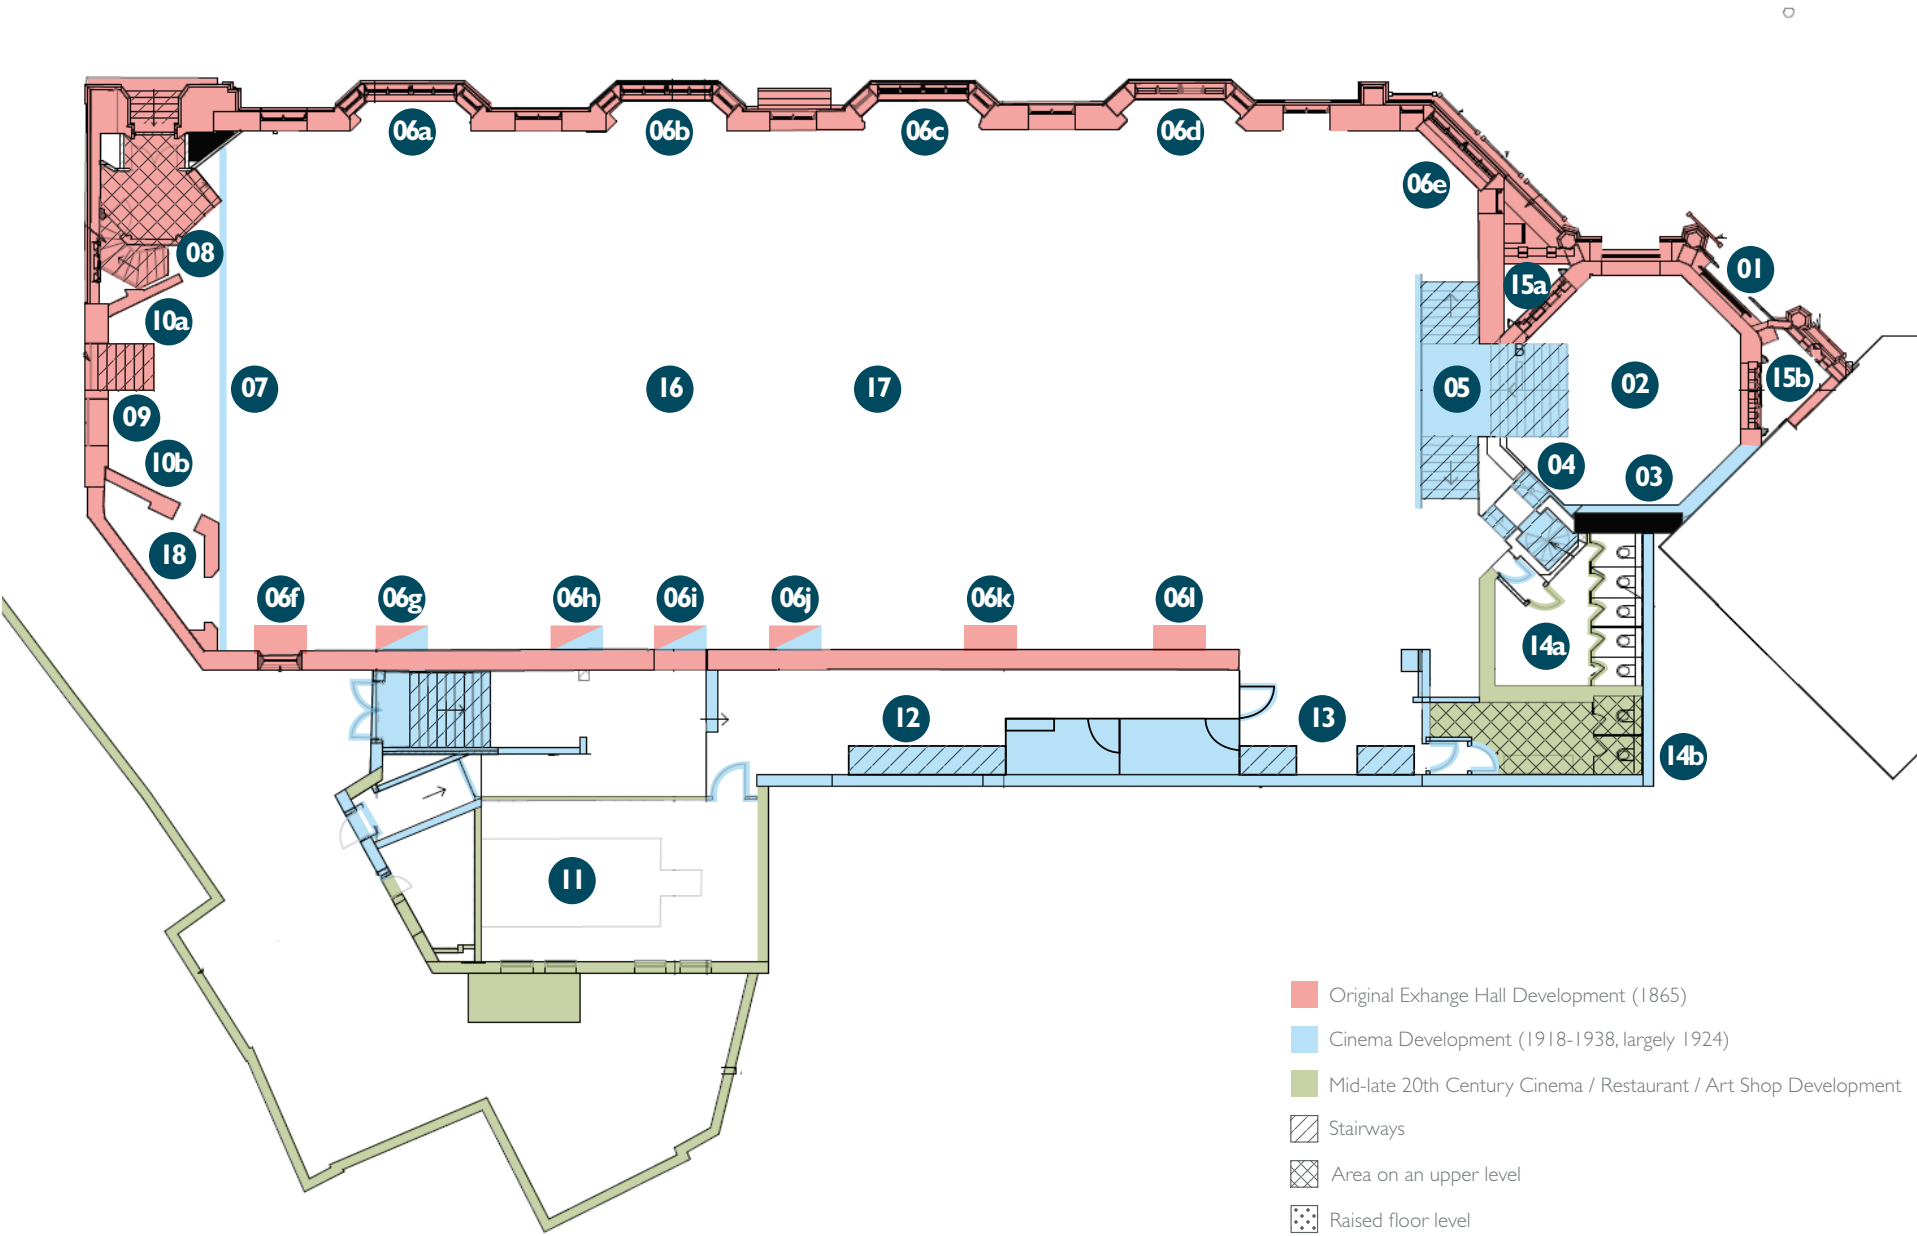 06a
06b
06c
06d
06e
08
01
15a
10a
B
07
16
17
05
02
15b
09
10b
04
03
18
06f
06g
06h
06i
06j
06k
06l
14a
12
13
14b
11
Original Exhange Hall Development (1865)
Cinema Development (1918-1938, largely 1924)
Mid-late 20th Century Cinema / Restaurant / Art Shop Development
Stairways
Area on an upper level
Raised floor level